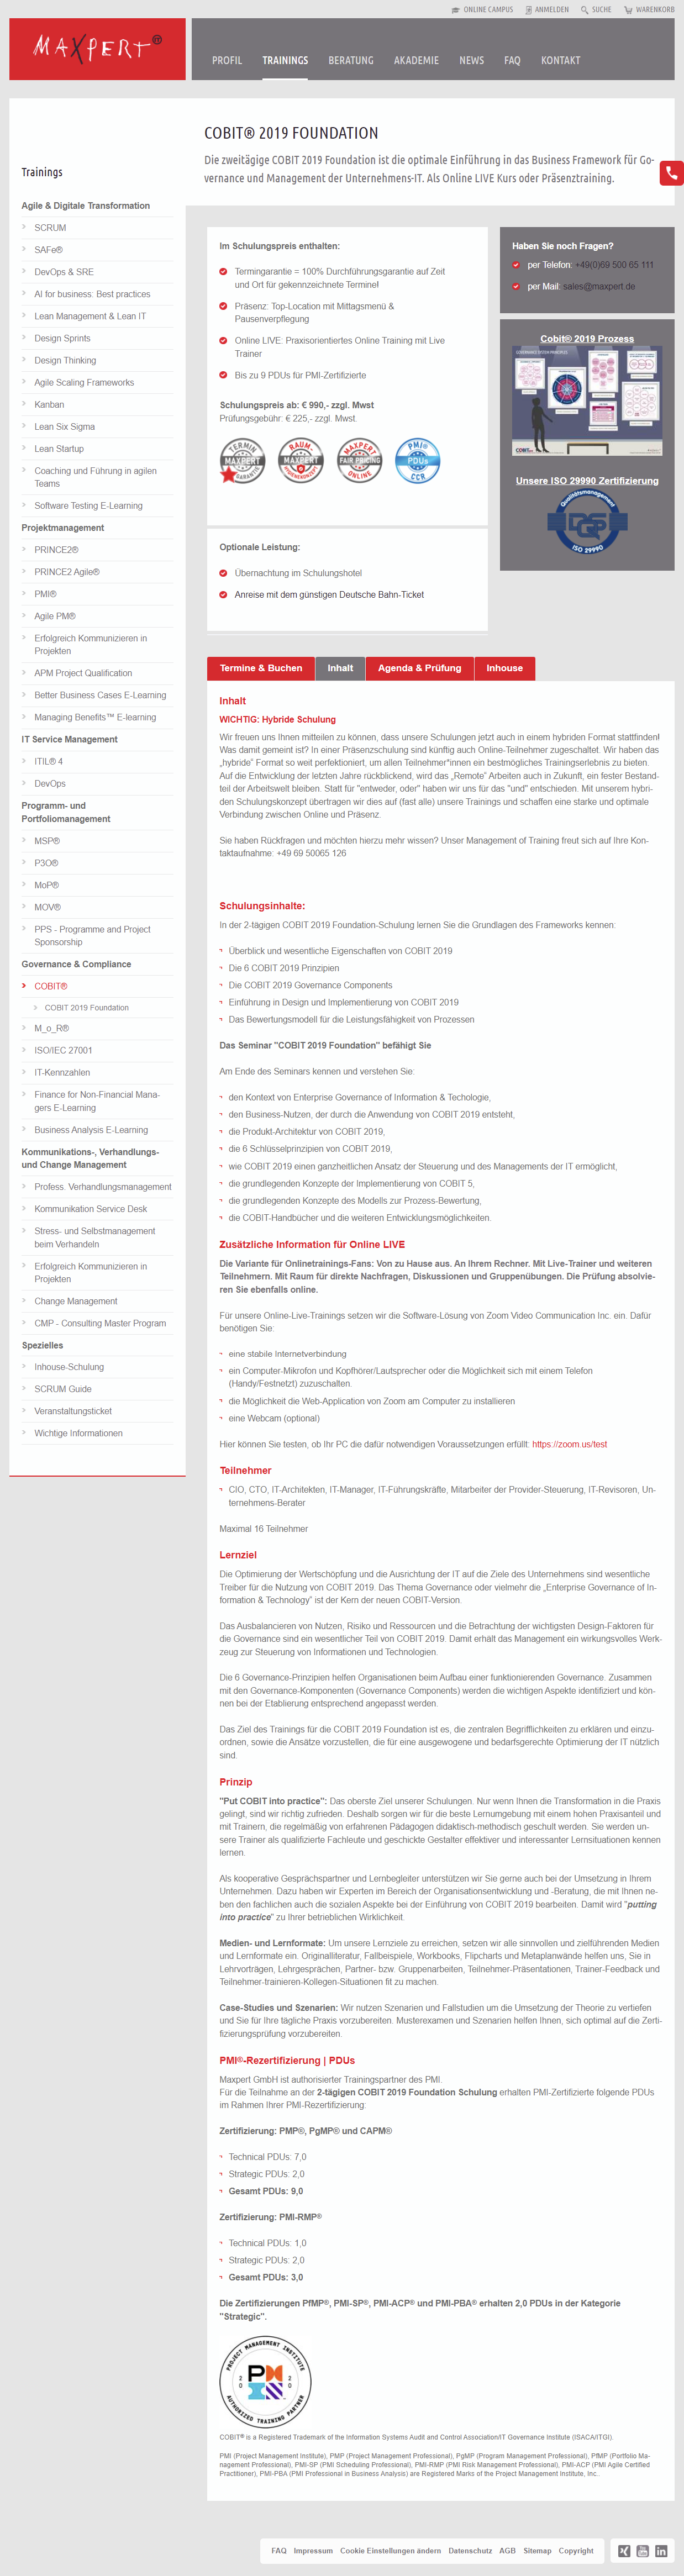 ONLINE CAMPUS
ANMELDEN
SUCHE
WARENKORB
MAXPERT®
PROFIL
TRAININGS
BERATUNG
AKADEMIE
NEWS
FAQ
KONTAKT
COBIT® 2019 FOUNDATION
Die zweitägige COBIT 2019 Foundation ist die optimale Einführung in das Business Framework für Go-
vernance und Management der Unternehmens-IT. Als Online LIVE Kurs oder Präsenztraining.
Trainings
Agile & Digitale Transformation
SCRUM
SAFe®
DevOps & SRE
AI for business: Best practices
Lean Management & Lean IT
Design Sprints
Design Thinking
Agile Scaling Frameworks
Kanban
Lean Six Sigma
Lean Startup
Coaching und Führung in agilen
Teams
Software Testing E-Learning
Projektmanagement
PRINCE2®
PRINCE2 Agile®
PMI®
Agile PM®
Erfolgreich Kommunizieren in
Projekten
APM Project Qualification
Better Business Cases E-Learning
Managing Benefits™ E-learning
IT Service Management
ITIL® 4
DevOps
Programm- und
Portfoliomanagement
MSP®
P3O®
MoP®
MOV®
PPS - Programme and Project
Sponsorship
Governance & Compliance
COBIT®
COBIT 2019 Foundation
M_o_R®
ISO/IEC 27001
IT-Kennzahlen
Finance for Non-Financial Mana-
gers E-Learning
Business Analysis E-Learning
Kommunikations-, Verhandlungs-
und Change Management
Profess. Verhandlungsmanagement
Kommunikation Service Desk
Stress- und Selbstmanagement
beim Verhandeln
Erfolgreich Kommunizieren in
Projekten
Change Management
CMP - Consulting Master Program
Spezielles
Inhouse-Schulung
SCRUM Guide
Veranstaltungsticket
Wichtige Informationen
Im Schulungspreis enthalten:
Termingarantie = 100% Durchführungsgarantie auf Zeit
und Ort für gekennzeichnete Termine!
Präsenz: Top-Location mit Mittagsmenü &
Pausenverpflegung
Online LIVE: Praxisorientiertes Online Training mit Live
Trainer
Bis zu 9 PDUs für PMI-Zertifizierte
Schulungspreis ab: € 990,- zzgl. Mwst
Prüfungsgebühr: € 225,- zzgl. Mwst.
TERMIN MAXPERT GARANTIE
RAUM- MAXPERT HYGIENEKONZEPT
MAXPERT FAIR PRICING ONLINE
PMI® PDUs CCR
Optionale Leistung:
Übernachtung im Schulungshotel
Anreise mit dem günstigen Deutsche Bahn-Ticket
Haben Sie noch Fragen?
per Telefon: +49(0)69 500 65 111
per Mail: sales@maxpert.de
Cobit® 2019 Prozess
GOVERNANCE SYSTEM PRINCIPLES
COBIT
Unsere ISO 29990 Zertifizierung
Qualitätsmanagement
DQS
ISO 29990
Termine & Buchen
Inhalt
Agenda & Prüfung
Inhouse
Inhalt
WICHTIG: Hybride Schulung
Wir freuen uns Ihnen mitteilen zu können, dass unsere Schulungen jetzt auch in einem hybriden Format stattfinden!
Was damit gemeint ist? In einer Präsenzschulung sind künftig auch Online-Teilnehmer zugeschaltet. Wir haben das
„hybride“ Format so weit perfektioniert, um allen Teilnehmer*innen ein bestmögliches Trainingserlebnis zu bieten.
Auf die Entwicklung der letzten Jahre rückblickend, wird das „Remote“ Arbeiten auch in Zukunft, ein fester Bestand-
teil der Arbeitswelt bleiben. Statt für "entweder, oder" haben wir uns für das "und" entschieden. Mit unserem hybri-
den Schulungskonzept übertragen wir dies auf (fast alle) unsere Trainings und schaffen eine starke und optimale
Verbindung zwischen Online und Präsenz.
Sie haben Rückfragen und möchten hierzu mehr wissen? Unser Management of Training freut sich auf Ihre Kon-
taktaufnahme: +49 69 50065 126
Schulungsinhalte:
In der 2-tägigen COBIT 2019 Foundation-Schulung lernen Sie die Grundlagen des Frameworks kennen:
Überblick und wesentliche Eigenschaften von COBIT 2019
Die 6 COBIT 2019 Prinzipien
Die COBIT 2019 Governance Components
Einführung in Design und Implementierung von COBIT 2019
Das Bewertungsmodell für die Leistungsfähigkeit von Prozessen
Das Seminar "COBIT 2019 Foundation" befähigt Sie
Am Ende des Seminars kennen und verstehen Sie:
den Kontext von Enterprise Governance of Information & Techologie,
den Business-Nutzen, der durch die Anwendung von COBIT 2019 entsteht,
die Produkt-Architektur von COBIT 2019,
die 6 Schlüsselprinzipien von COBIT 2019,
wie COBIT 2019 einen ganzheitlichen Ansatz der Steuerung und des Managements der IT ermöglicht,
die grundlegenden Konzepte der Implementierung von COBIT 5,
die grundlegenden Konzepte des Modells zur Prozess-Bewertung,
die COBIT-Handbücher und die weiteren Entwicklungsmöglichkeiten.
Zusätzliche Information für Online LIVE
Die Variante für Onlinetrainings-Fans: Von zu Hause aus. An Ihrem Rechner. Mit Live-Trainer und weiteren
Teilnehmern. Mit Raum für direkte Nachfragen, Diskussionen und Gruppenübungen. Die Prüfung absolvie-
ren Sie ebenfalls online.
Für unsere Online-Live-Trainings setzen wir die Software-Lösung von Zoom Video Communication Inc. ein. Dafür
benötigen Sie:
eine stabile Internetverbindung
ein Computer-Mikrofon und Kopfhörer/Lautsprecher oder die Möglichkeit sich mit einem Telefon
(Handy/Festnetzt) zuzuschalten.
die Möglichkeit die Web-Application von Zoom am Computer zu installieren
eine Webcam (optional)
Hier können Sie testen, ob Ihr PC die dafür notwendigen Voraussetzungen erfüllt: https://zoom.us/test
Teilnehmer
CIO, CTO, IT-Architekten, IT-Manager, IT-Führungskräfte, Mitarbeiter der Provider-Steuerung, IT-Revisoren, Un-
ternehmens-Berater
Maximal 16 Teilnehmer
Lernziel
Die Optimierung der Wertschöpfung und die Ausrichtung der IT auf die Ziele des Unternehmens sind wesentliche
Treiber für die Nutzung von COBIT 2019. Das Thema Governance oder vielmehr die „Enterprise Governance of In-
formation & Technology“ ist der Kern der neuen COBIT-Version.
Das Ausbalancieren von Nutzen, Risiko und Ressourcen und die Betrachtung der wichtigsten Design-Faktoren für
die Governance sind ein wesentlicher Teil von COBIT 2019. Damit erhält das Management ein wirkungsvolles Werk-
zeug zur Steuerung von Informationen und Technologien.
Die 6 Governance-Prinzipien helfen Organisationen beim Aufbau einer funktionierenden Governance. Zusammen
mit den Governance-Komponenten (Governance Components) werden die wichtigen Aspekte identifiziert und kön-
nen bei der Etablierung entsprechend angepasst werden.
Das Ziel des Trainings für die COBIT 2019 Foundation ist es, die zentralen Begrifflichkeiten zu erklären und einzu-
ordnen, sowie die Ansätze vorzustellen, die für eine ausgewogene und bedarfsgerechte Optimierung der IT nützlich
sind.
Prinzip
"Put COBIT into practice": Das oberste Ziel unserer Schulungen. Nur wenn Ihnen die Transformation in die Praxis
gelingt, sind wir richtig zufrieden. Deshalb sorgen wir für die beste Lernumgebung mit einem hohen Praxisanteil und
mit Trainern, die regelmäßig von erfahrenen Pädagogen didaktisch-methodisch geschult werden. Sie werden un-
sere Trainer als qualifizierte Fachleute und geschickte Gestalter effektiver und interessanter Lernsituationen kennen
lernen.
Als kooperative Gesprächspartner und Lernbegleiter unterstützen wir Sie gerne auch bei der Umsetzung in Ihrem
Unternehmen. Dazu haben wir Experten im Bereich der Organisationsentwicklung und -Beratung, die mit Ihnen ne-
ben den fachlichen auch die sozialen Aspekte bei der Einführung von COBIT 2019 bearbeiten. Damit wird "putting
into practice" zu Ihrer betrieblichen Wirklichkeit.
Medien- und Lernformate: Um unsere Lernziele zu erreichen, setzen wir alle sinnvollen und zielführenden Medien
und Lernformate ein. Originalliteratur, Fallbeispiele, Workbooks, Flipcharts und Metaplanwände helfen uns, Sie in
Lehrvorträgen, Lehrgesprächen, Partner- bzw. Gruppenarbeiten, Teilnehmer-Präsentationen, Trainer-Feedback und
Teilnehmer-trainieren-Kollegen-Situationen fit zu machen.
Case-Studies und Szenarien: Wir nutzen Szenarien und Fallstudien um die Umsetzung der Theorie zu vertiefen
und Sie für Ihre tägliche Praxis vorzubereiten. Musterexamen und Szenarien helfen Ihnen, sich optimal auf die Zerti-
fizierungsprüfung vorzubereiten.
PMI®-Rezertifizierung | PDUs
Maxpert GmbH ist authorisierter Trainingspartner des PMI.
Für die Teilnahme an der 2-tägigen COBIT 2019 Foundation Schulung erhalten PMI-Zertifizierte folgende PDUs
im Rahmen Ihrer PMI-Rezertifizierung:
Zertifizierung: PMP®, PgMP® und CAPM®
Technical PDUs: 7,0
Strategic PDUs: 2,0
Gesamt PDUs: 9,0
Zertifizierung: PMI-RMP®
Technical PDUs: 1,0
Strategic PDUs: 2,0
Gesamt PDUs: 3,0
Die Zertifizierungen PfMP®, PMI-SP®, PMI-ACP® und PMI-PBA® erhalten 2,0 PDUs in der Kategorie
"Strategic".
PROJECT MANAGEMENT INSTITUTE
20 PMI 20
AUTHORIZED TRAINING PARTNER
COBIT® is a Registered Trademark of the Information Systems Audit and Control Association/IT Governance Institute (ISACA/ITGI).
PMI (Project Management Institute), PMP (Project Management Professional), PgMP (Program Management Professional), PfMP (Portfolio Ma-
nagement Professional), PMI-SP (PMI Scheduling Professional), PMI-RMP (PMI Risk Management Professional), PMI-ACP (PMI Agile Certified
Practitioner), PMI-PBA (PMI Professional in Business Analysis) are Registered Marks of the Project Management Institute, Inc..
FAQ
Impressum
Cookie Einstellungen ändern
Datenschutz
AGB
Sitemap
Copyright